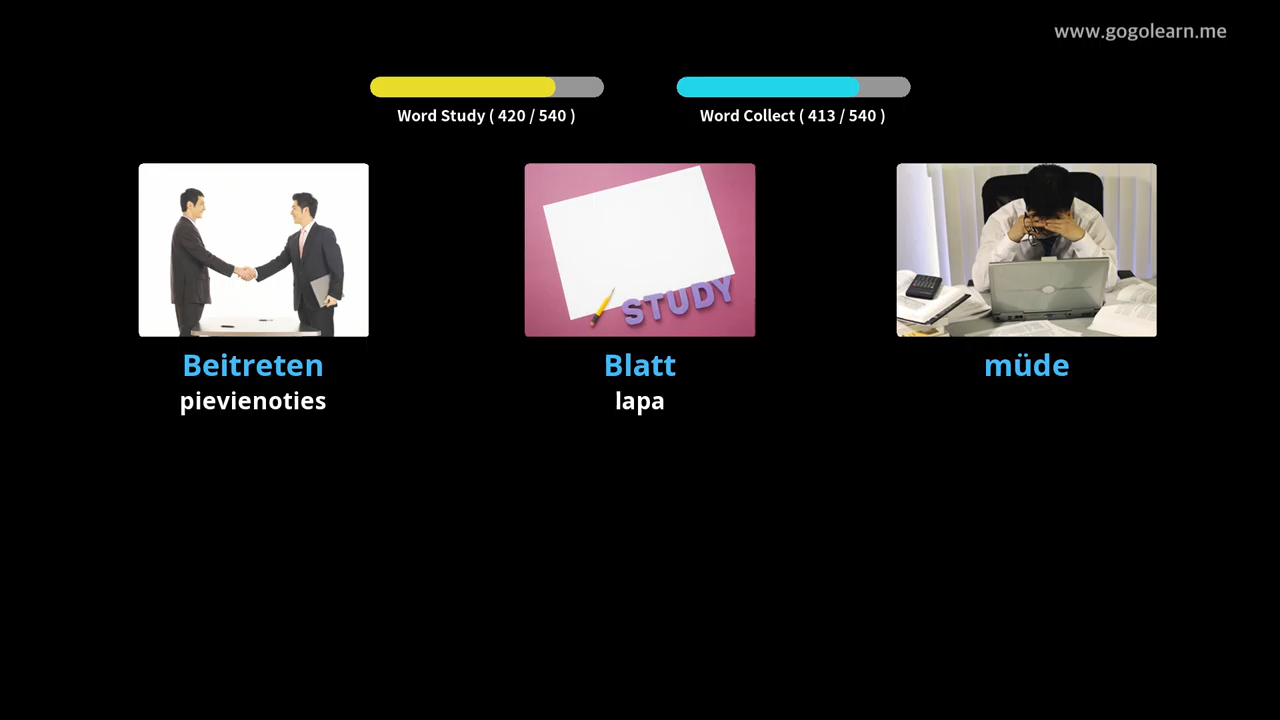 www.gogolearn.me
Word Study ( 420 / 540 )
Word Collect ( 413 / 540 )
STUDY
Beitreten
Blatt
müde
pievienoties
lapa